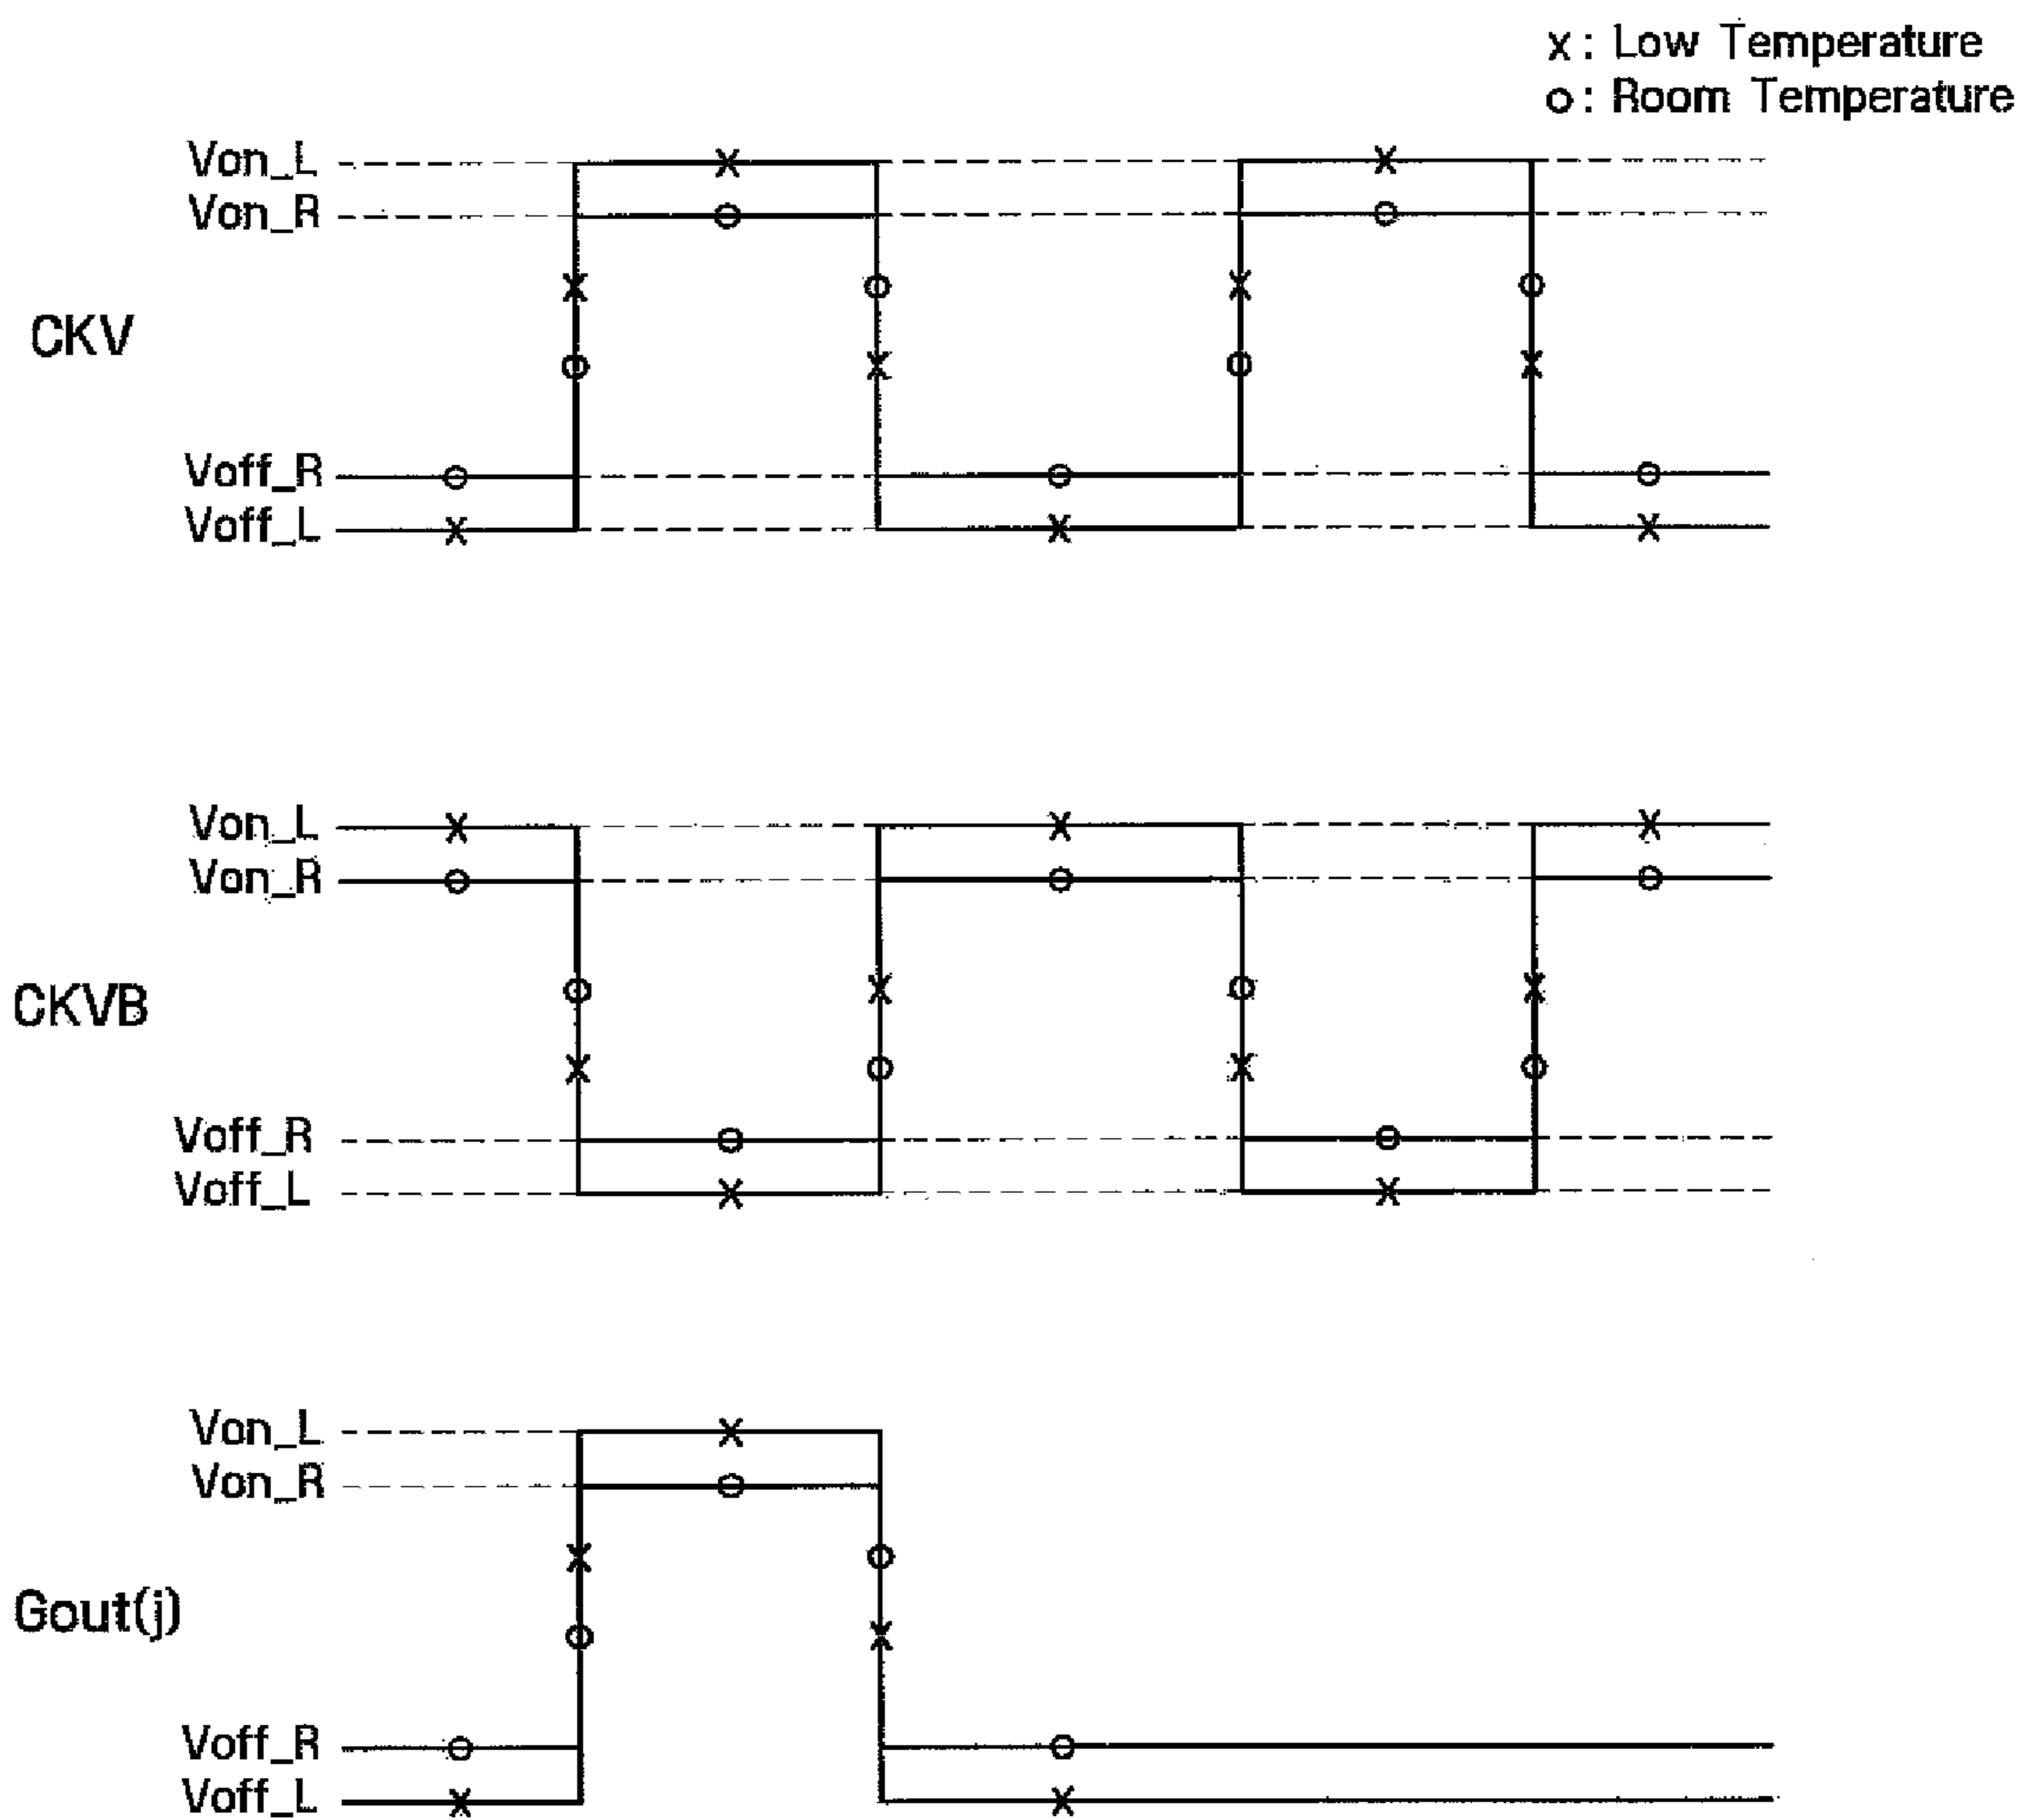 x: Low Temperature
o: Room Temperature
Von_L
Von_R
CKV
Voff_R
Voff_L
Von_L
Von_R
CKVB
Voff_R
Voff_L
Von_L
Von_R
Gout(j)
Voff_R
Voff_L